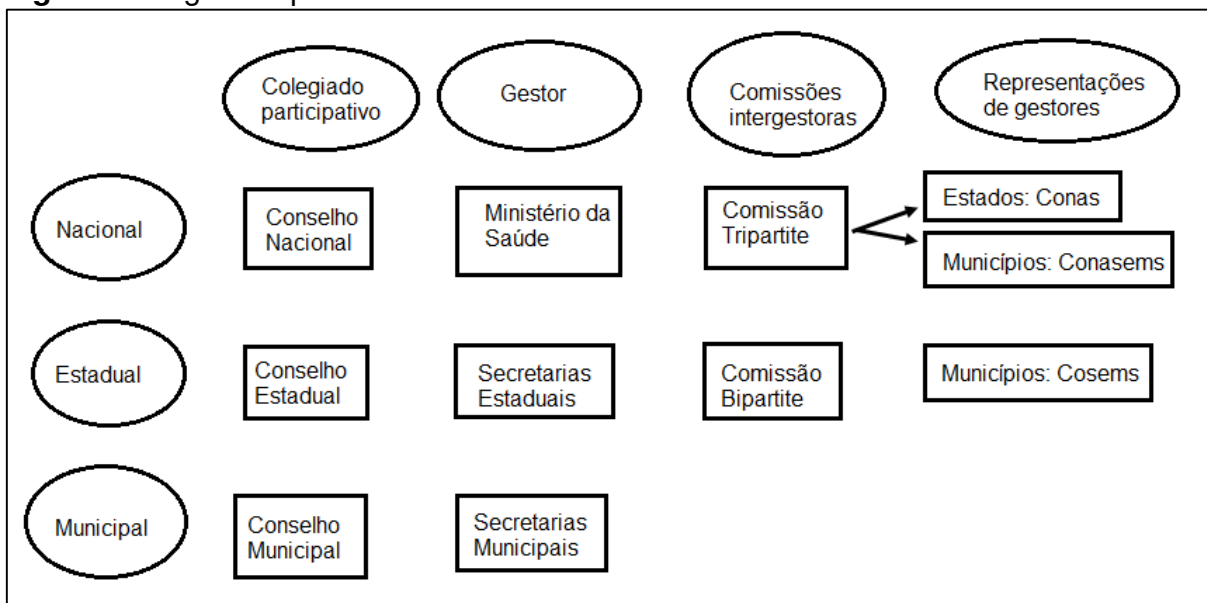 Colegiado
participativo
Gestor
Comissões
intergestoras
Representações
de gestores
Nacional
Conselho
Nacional
Ministério da
Saúde
Comissão
Tripartite
Estados: Conas
Municípios: Conasems
Estadual
Conselho
Estadual
Secretarias
Estaduais
Comissão
Bipartite
Municípios: Cosems
Municipal
Conselho
Municipal
Secretarias
Municipais